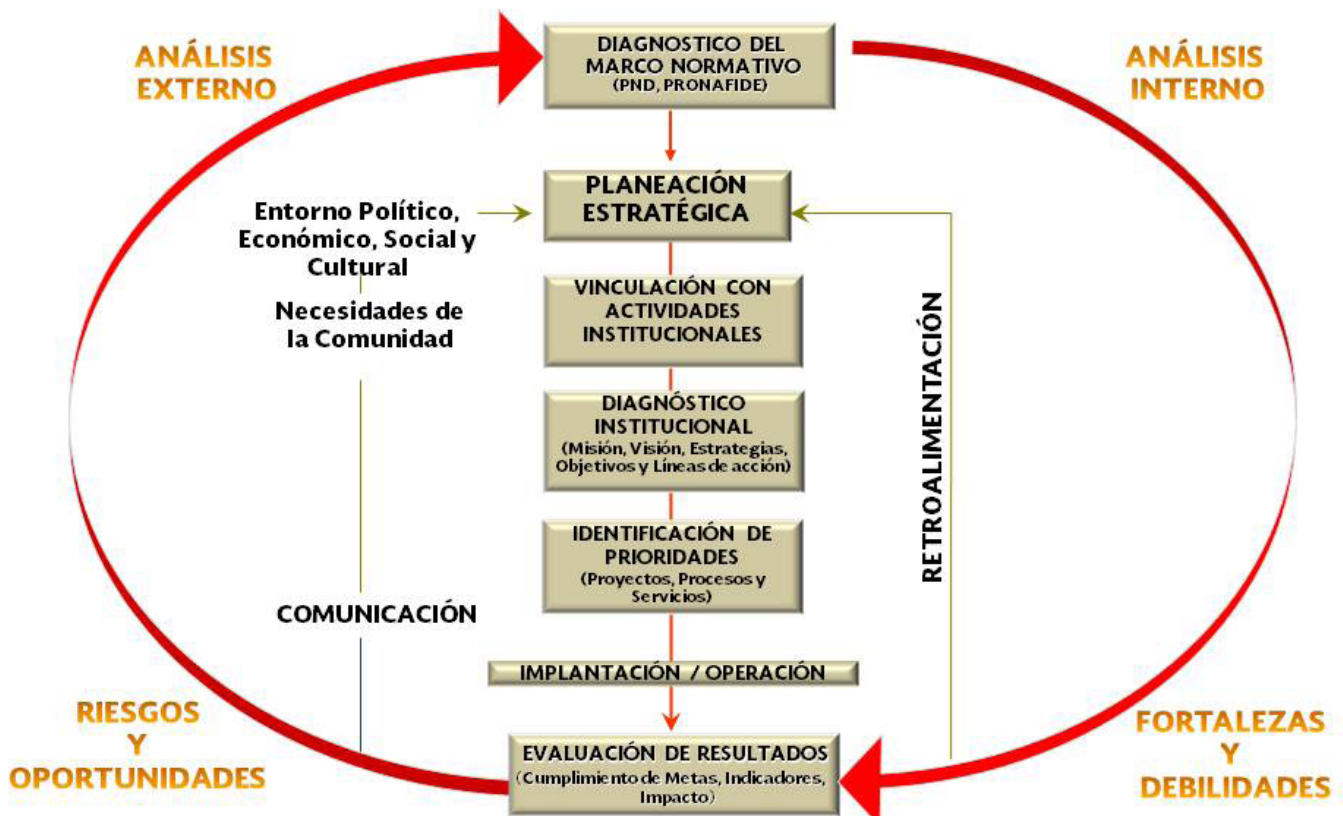 ANÁLISIS
EXTERNO
DIAGNOSTICO DEL
MARCO NORMATIVO
(PND, PRONAFIDE)
ANÁLISIS
INTERNO
PLANEACIÓN
ESTRATÉGICA
Entorno Político,
Económico, Social y
Cultural
Necesidades de
la Comunidad
VINCULACIÓN CON
ACTIVIDADES
INSTITUCIONALES
DIAGNÓSTICO
INSTITUCIONAL
(Misión, Visión, Estrategias,
Objetivos y Líneas de acción)
RETROALIMENTACIÓN
IDENTIFICACIÓN DE
PRIORIDADES
(Proyectos, Procesos y
Servicios)
COMUNICACIÓN
IMPLANTACIÓN / OPERACIÓN
RIESGOS
Y
OPORTUNIDADES
EVALUACIÓN DE RESULTADOS
(Cumplimiento de Metas, Indicadores,
Impacto)
FORTALEZAS
Y
DEBILIDADES